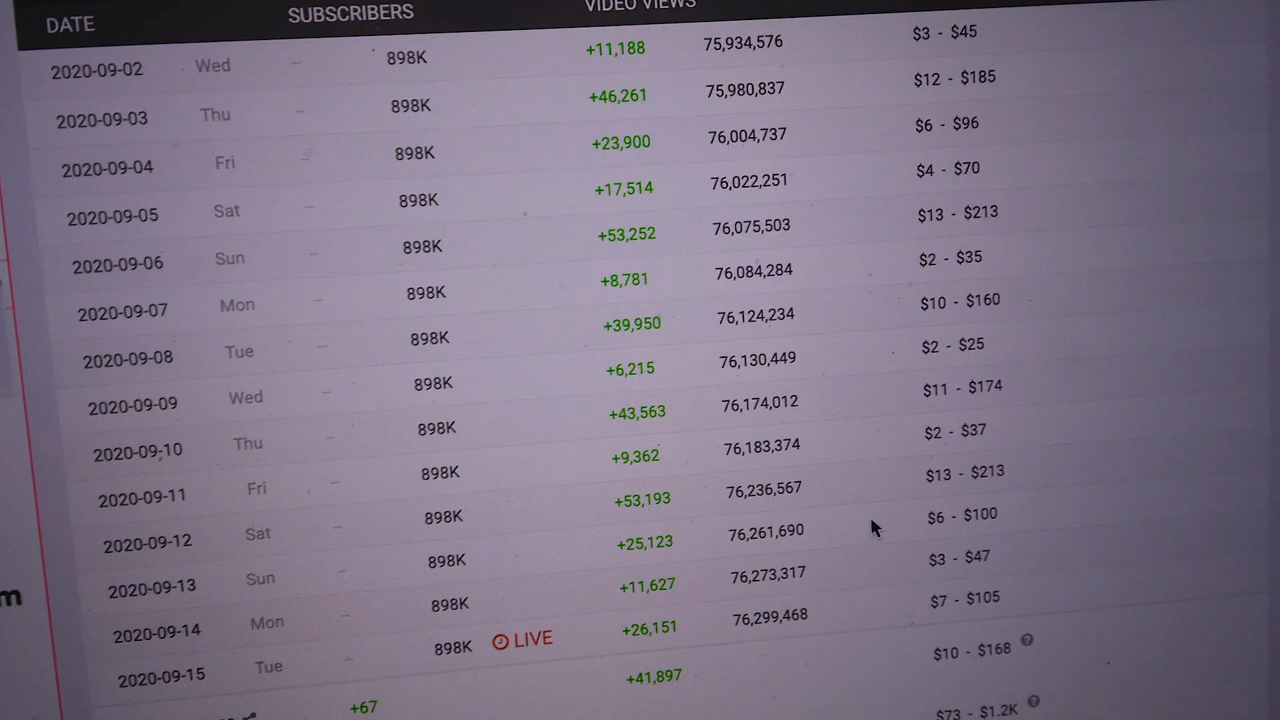 DATE SUBSCRIBERS VIDEO VIEWS
2020-09-02 Wed – 898K +11,188 75,934,576 $3 - $45
2020-09-03 Thu – 898K +46,261 75,980,837 $12 - $185
2020-09-04 Fri – 898K +23,900 76,004,737 $6 - $96
2020-09-05 Sat – 898K +17,514 76,022,251 $4 - $70
2020-09-06 Sun – 898K +53,252 76,075,503 $13 - $213
2020-09-07 Mon – 898K +8,781 76,084,284 $2 - $35
2020-09-08 Tue – 898K +39,950 76,124,234 $10 - $160
2020-09-09 Wed – 898K +6,215 76,130,449 $2 - $25
2020-09-10 Thu – 898K +43,563 76,174,012 $11 - $174
2020-09-11 Fri – 898K +9,362 76,183,374 $2 - $37
2020-09-12 Sat – 898K +53,193 76,236,567 $13 - $213
2020-09-13 Sun – 898K +25,123 76,261,690 $6 - $100
2020-09-14 Mon – 898K +11,627 76,273,317 $3 - $47
2020-09-15 Tue – 898K LIVE +26,151 76,299,468 $7 - $105
+67 +41,897 $10 - $168 ?
$73 - $1.2K ?
m